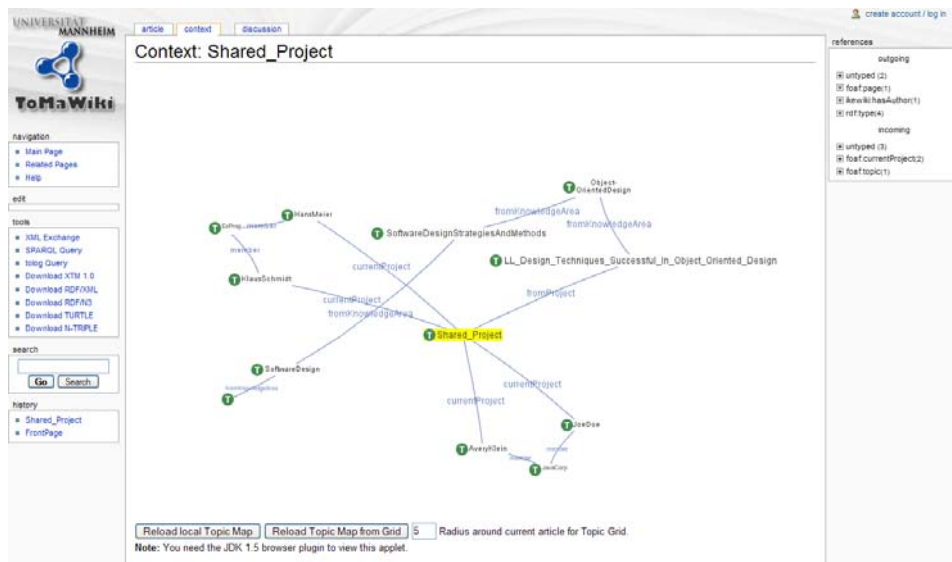 UNIVERSITÄT
MANNHEIM
ToMaWiki
navigation
Main Page
Related Pages
Help
edit
tools
XML Exchange
SPARQL Query
tolog Query
Download XTM 1.0
Download RDF/XML
Download RDF/N3
Download TURTLE
Download N-TRIPLE
search
Go Search
history
Shared_Project
FrontPage
article context discussion
create account / log in
Context: Shared_Project
Object-
OrientedDesign
fromKnowledgeArea
fromKnowledgeArea
HansMeier
member
SoftwareDesignStrategiesAndMethods
member
LL_Design_Techniques_Successful_In_Object_Oriented_Design
currentProject
KlausSchmidt
fromProject
currentProject
fromKnowledgeArea
Shared_Project
SoftwareDesign
fromKnowledgeArea
currentProject
currentProject
JoeDoe
AveryKlein
member
member
JavaCorp
Reload local Topic Map Reload Topic Map from Grid 5 Radius around current article for Topic Grid.
Note: You need the JDK 1.5 browser plugin to view this applet.
references
outgoing
untyped (2)
foaf:page(1)
ikewiki:hasAuthor(1)
rdf:type(4)
incoming
untyped (3)
foaf:currentProject(2)
foaf:topic(1)